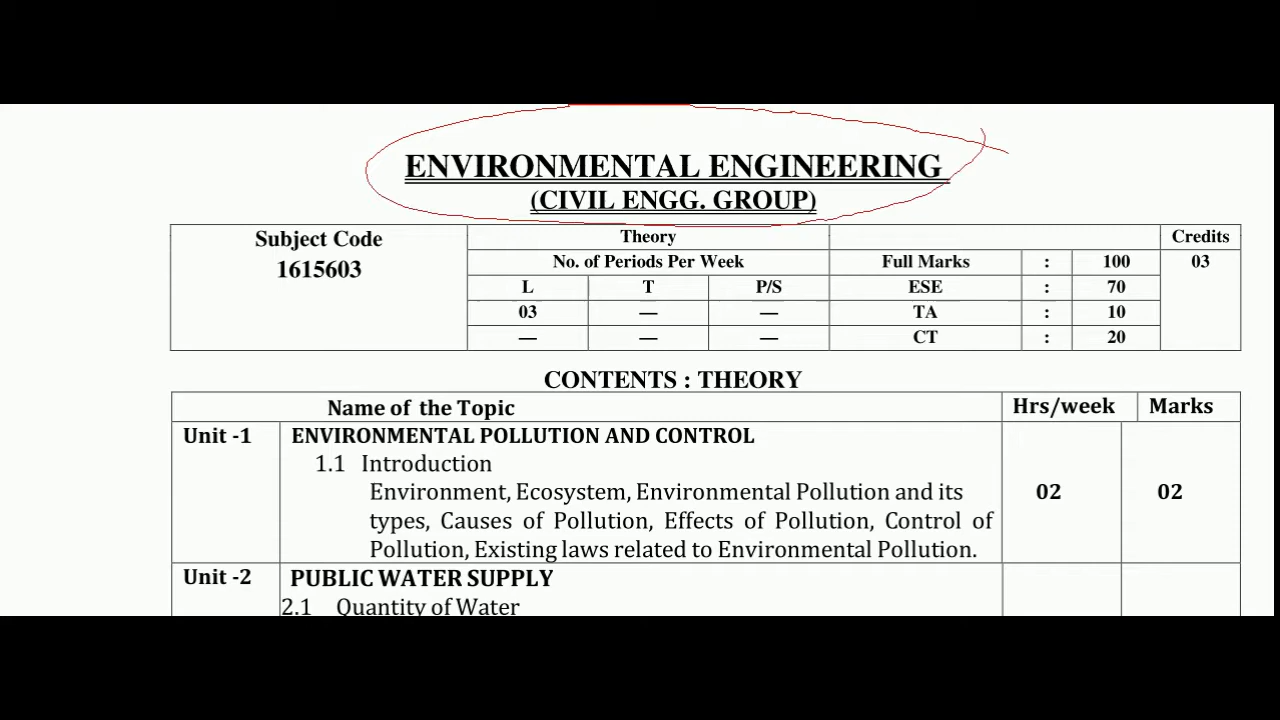 ENVIRONMENTAL ENGINEERING
(CIVIL ENGG. GROUP)
Subject Code Theory Credits
1615603 No. of Periods Per Week Full Marks : 100 03
L T P/S ESE : 70
03 — — TA : 10
— — — CT : 20
CONTENTS : THEORY
Name of the Topic Hrs/week Marks
Unit -1 ENVIRONMENTAL POLLUTION AND CONTROL
1.1 Introduction
Environment, Ecosystem, Environmental Pollution and its 02 02
types, Causes of Pollution, Effects of Pollution, Control of
Pollution, Existing laws related to Environmental Pollution.
Unit -2 PUBLIC WATER SUPPLY
2.1 Quantity of Water